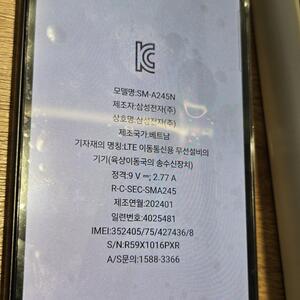 모델명:SM-A245N
제조자:삼성전자(주)
상호명:삼성전자(주)
제조국가:베트남
기자재의 명칭:LTE 이동통신용 무선설비의
기기(육상이동국의 송수신장치)
정격:9 V ⎓; 2.77 A
R-C-SEC-SMA245
제조연월:202401
일련번호:4025481
IMEI:352405/75/427436/8
S/N:R59X1016PXR
A/S문의:1588-3366